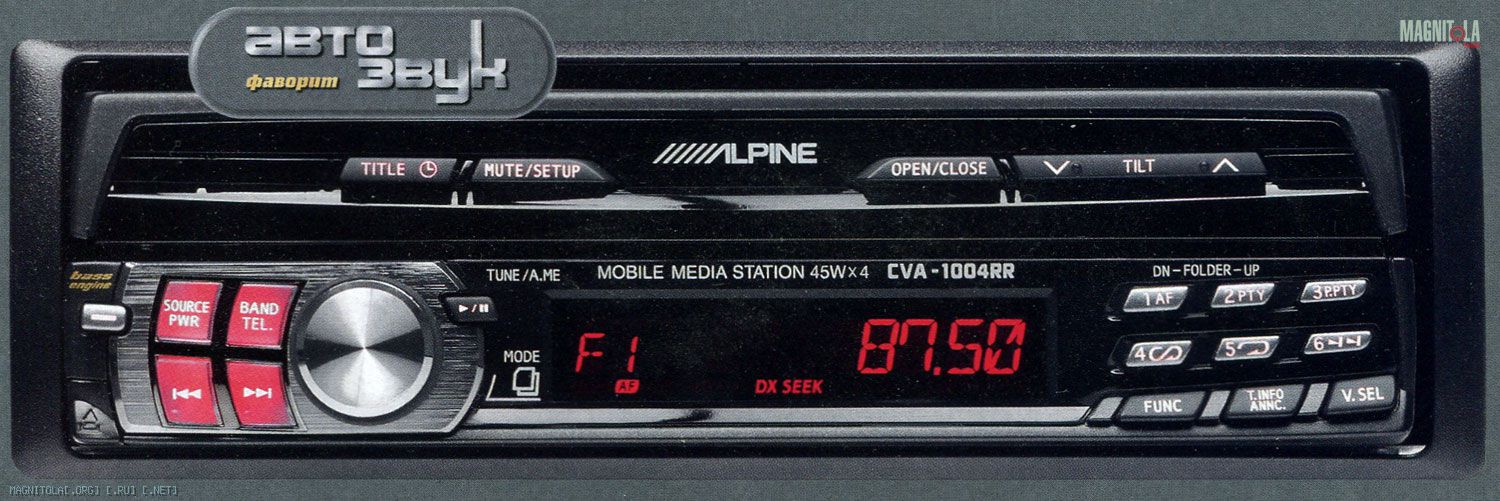 авто
звук
фаворит
MAGNITOLA
TITLE
MUTE/SETUP
ALPINE
OPEN/CLOSE
TILT
bass
engine
TUNE/A.ME
MOBILE MEDIA STATION 45W×4 CVA-1004RR
DN-FOLDER-UP
SOURCE
PWR
BAND
TEL.
1 AF
2 PTY
3 P.PTY
F1
87.50
MODE
4
5
6
AF
DX SEEK
FUNC
T.INFO
ANNC.
V.SEL
MAGNITOLA[.ORG] [.RU] [.NET]